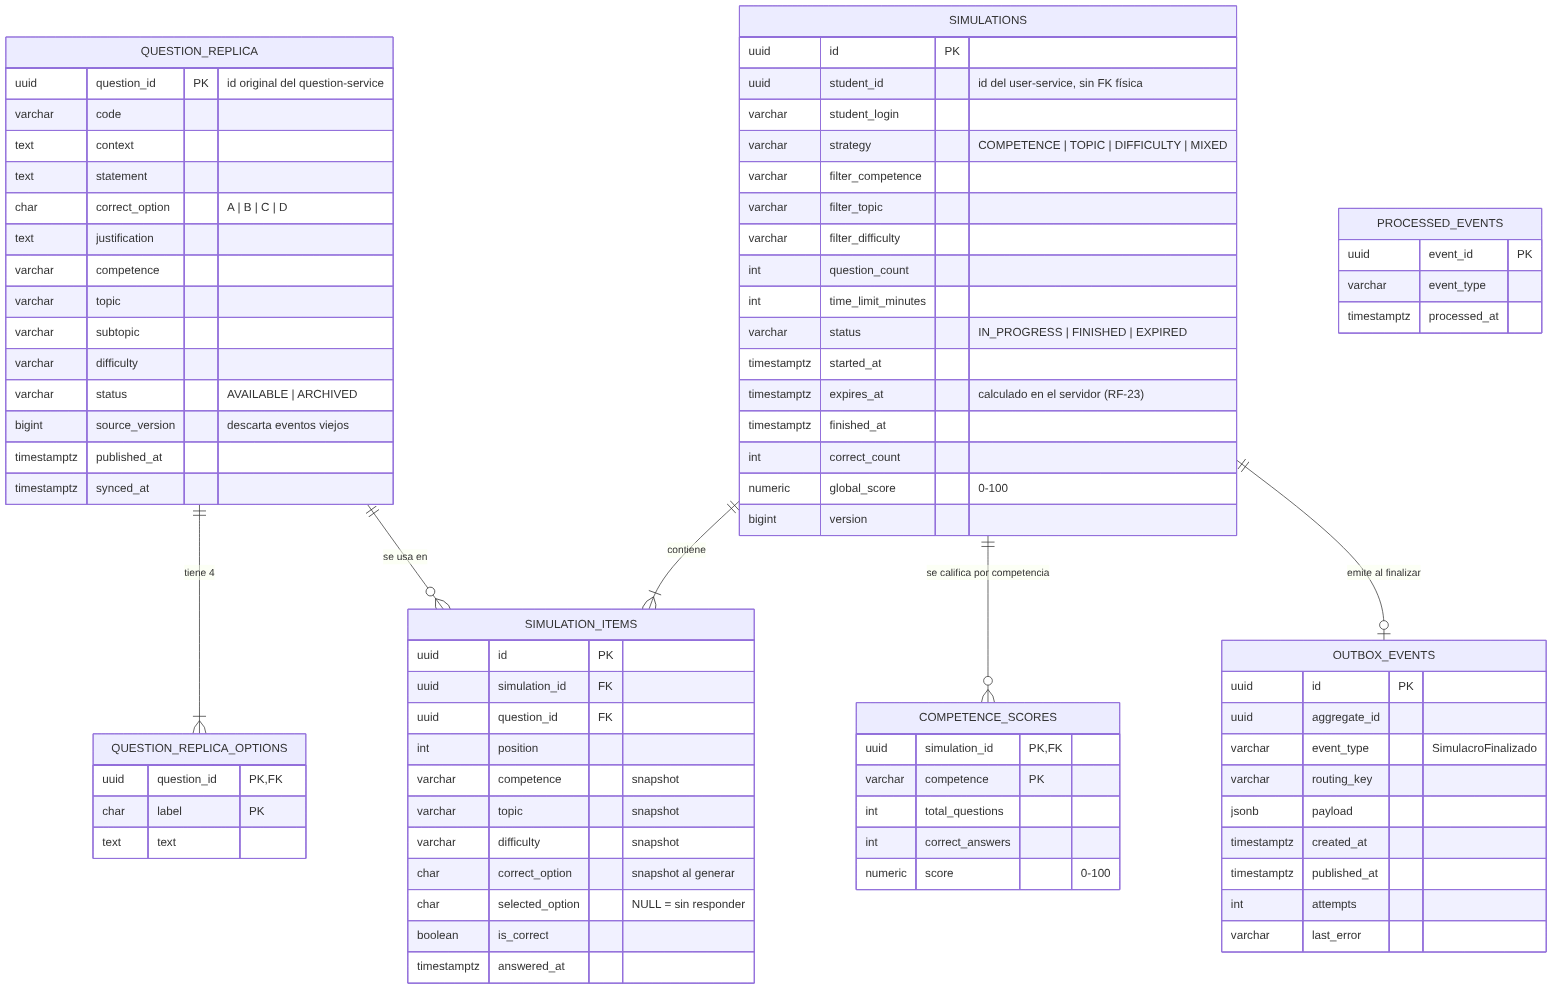 QUESTION_REPLICA
uuid question_id PK id original del question-service
varchar code
text context
text statement
char correct_option A | B | C | D
text justification
varchar competence
varchar topic
varchar subtopic
varchar difficulty
varchar status AVAILABLE | ARCHIVED
bigint source_version descarta eventos viejos
timestamptz published_at
timestamptz synced_at
SIMULATIONS
uuid id PK
uuid student_id id del user-service, sin FK física
varchar student_login
varchar strategy COMPETENCE | TOPIC | DIFFICULTY | MIXED
varchar filter_competence
varchar filter_topic
varchar filter_difficulty
int question_count
int time_limit_minutes
varchar status IN_PROGRESS | FINISHED | EXPIRED
timestamptz started_at
timestamptz expires_at calculado en el servidor (RF-23)
timestamptz finished_at
int correct_count
numeric global_score 0-100
bigint version
PROCESSED_EVENTS
uuid event_id PK
varchar event_type
timestamptz processed_at
tiene 4
se usa en
contiene
se califica por competencia
emite al finalizar
QUESTION_REPLICA_OPTIONS
uuid question_id PK,FK
char label PK
text text
SIMULATION_ITEMS
uuid id PK
uuid simulation_id FK
uuid question_id FK
int position
varchar competence snapshot
varchar topic snapshot
varchar difficulty snapshot
char correct_option snapshot al generar
char selected_option NULL = sin responder
boolean is_correct
timestamptz answered_at
COMPETENCE_SCORES
uuid simulation_id PK,FK
varchar competence PK
int total_questions
int correct_answers
numeric score 0-100
OUTBOX_EVENTS
uuid id PK
uuid aggregate_id
varchar event_type SimulacroFinalizado
varchar routing_key
jsonb payload
timestamptz created_at
timestamptz published_at
int attempts
varchar last_error